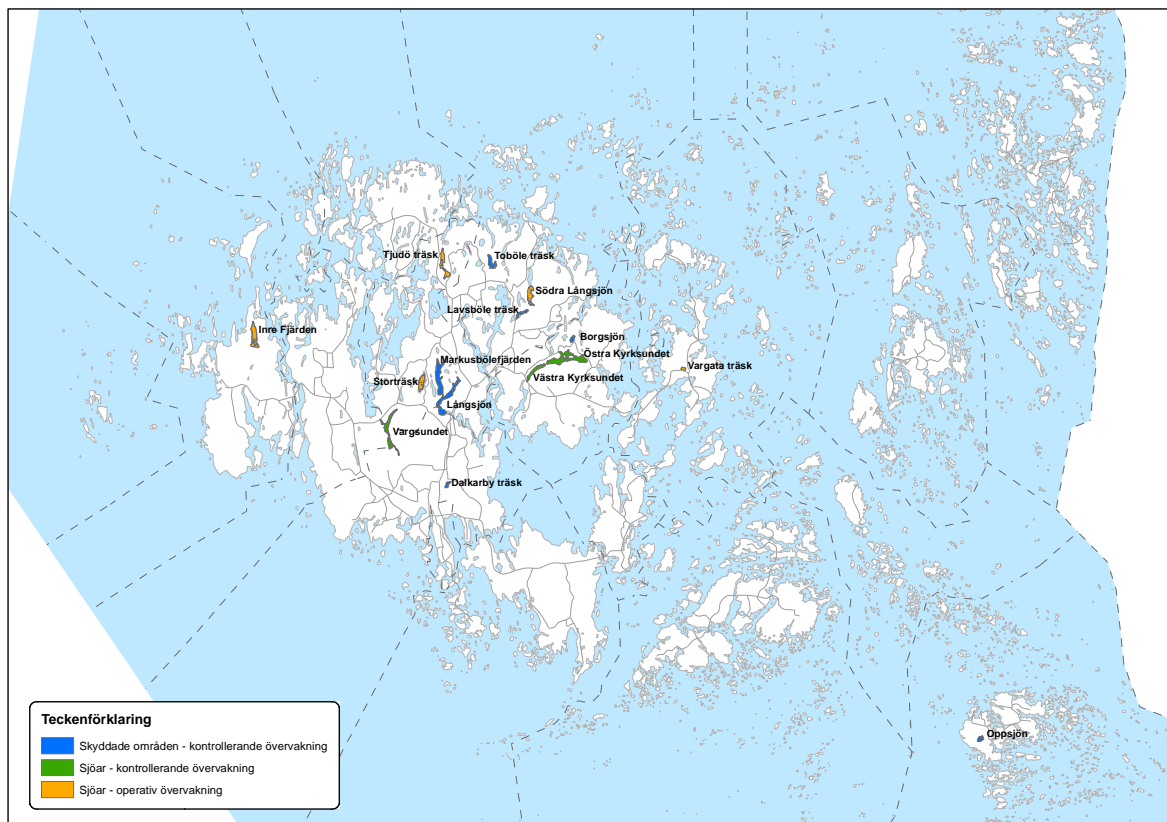 Tjudö träsk
Toböle träsk
Södra Långsjön
Lavsböle träsk
Inre Fjärden
Borgsjön
Östra Kyrksundet
Markusbölefjärden
Vargata träsk
Västra Kyrksundet
Storträsk
Långsjön
Vargsundet
Dalkarby träsk
Oppsjön
Teckenförklaring
Skyddade områden - kontrollerande övervakning
Sjöar - kontrollerande övervakning
Sjöar - operativ övervakning